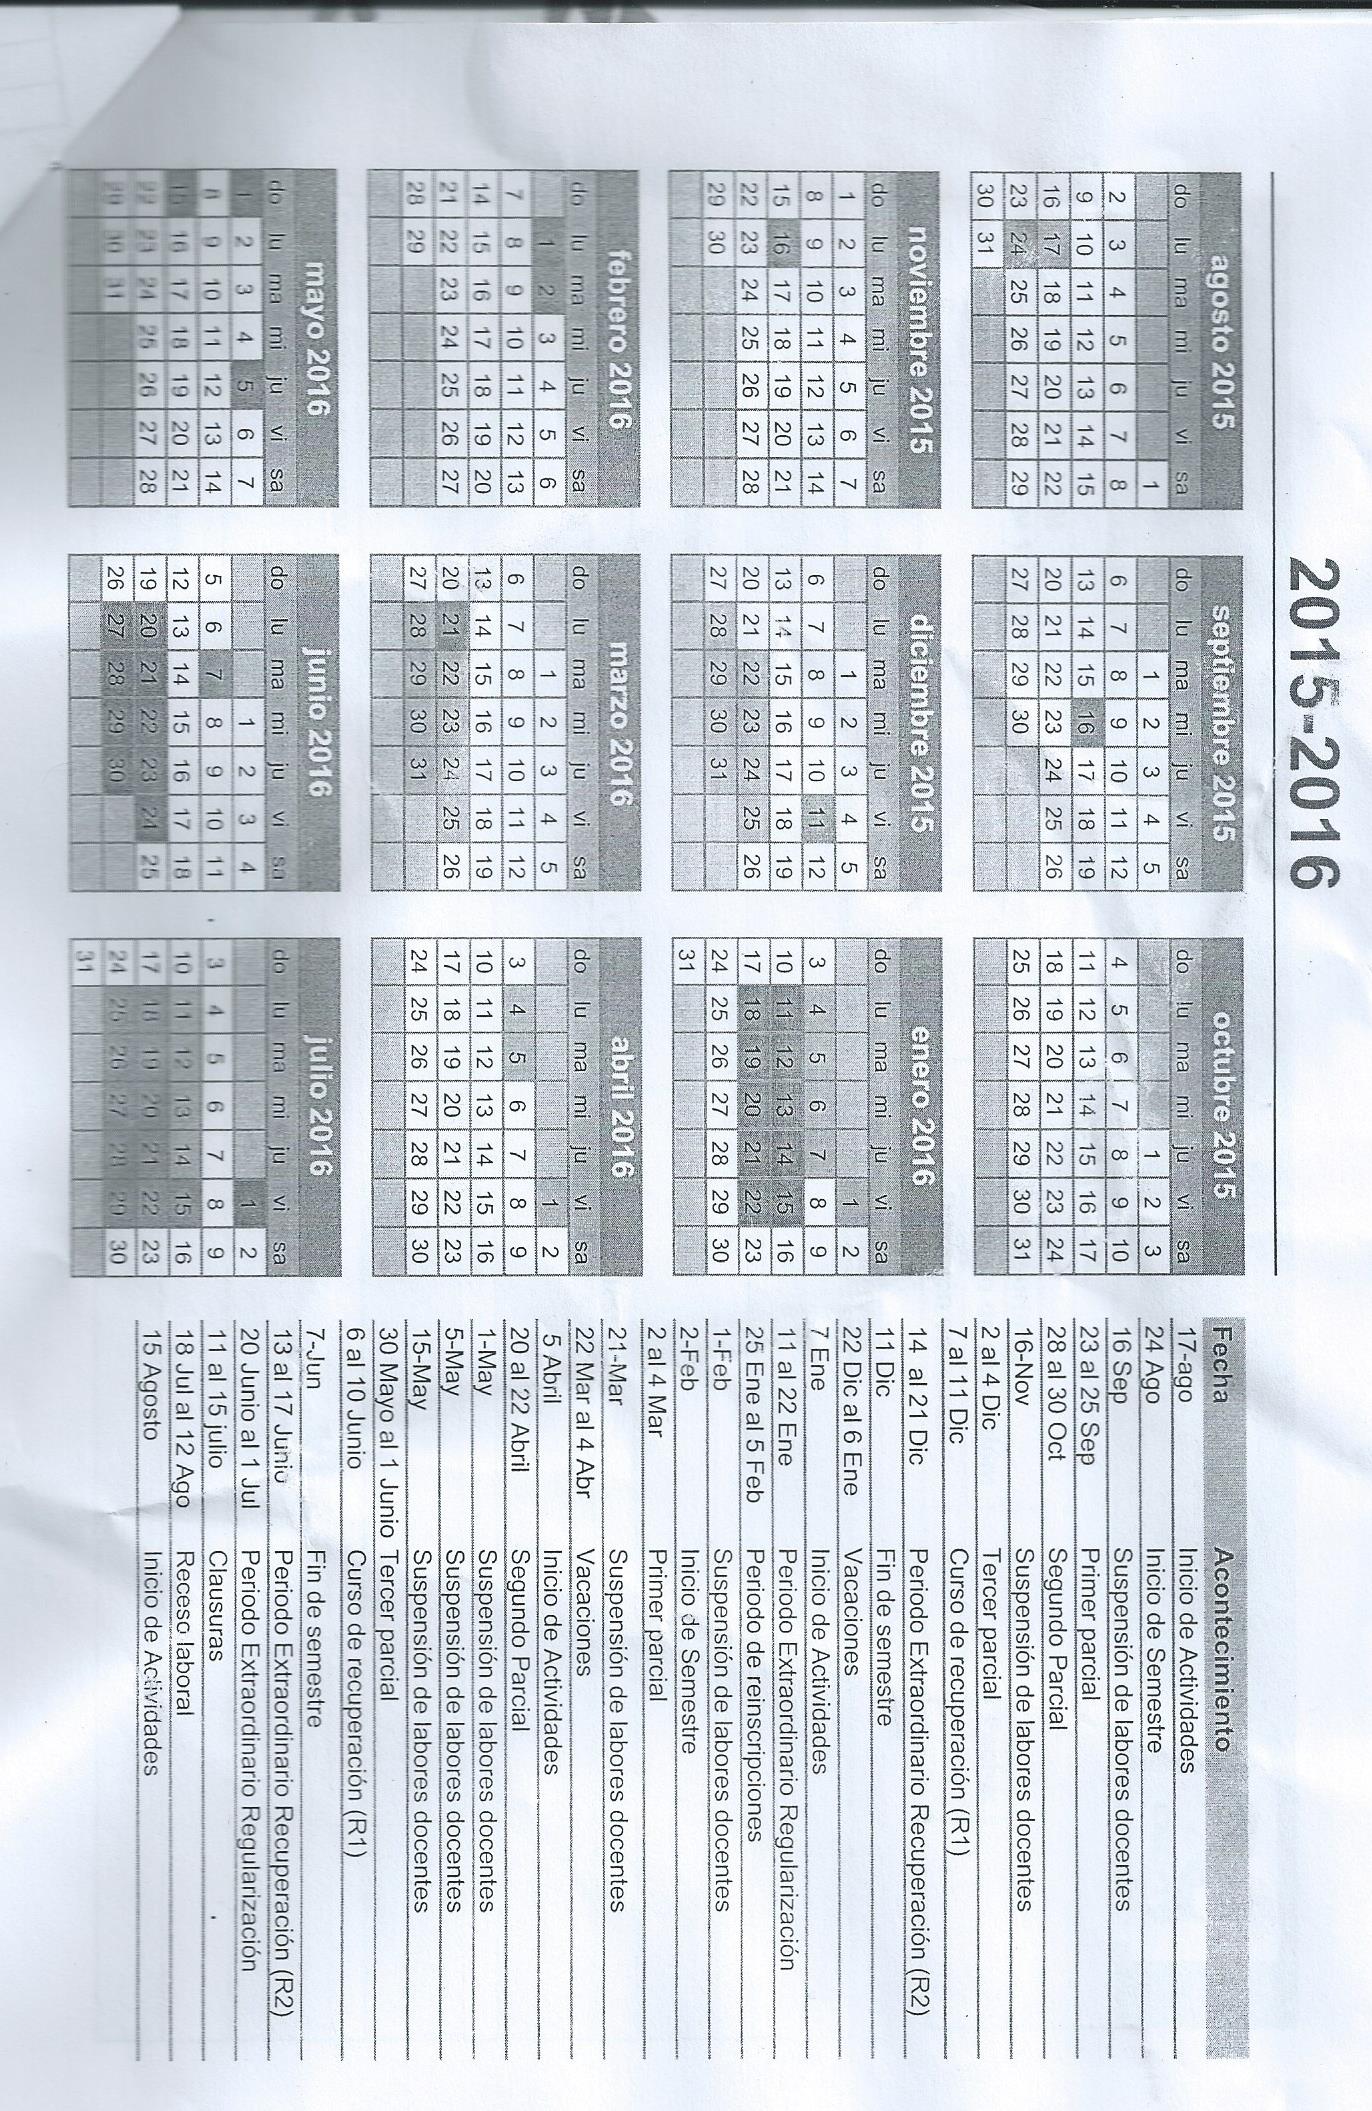 2015-2016
agosto 2015
do lu ma mi ju vi sa
1
2 3 4 5 6 7 8
9 10 11 12 13 14 15
16 17 18 19 20 21 22
23 24 25 26 27 28 29
30 31
septiembre 2015
do lu ma mi ju vi sa
1 2 3 4 5
6 7 8 9 10 11 12
13 14 15 16 17 18 19
20 21 22 23 24 25 26
27 28 29 30
octubre 2015
do lu ma mi ju vi sa
1 2 3
4 5 6 7 8 9 10
11 12 13 14 15 16 17
18 19 20 21 22 23 24
25 26 27 28 29 30 31
noviembre 2015
do lu ma mi ju vi sa
1 2 3 4 5 6 7
8 9 10 11 12 13 14
15 16 17 18 19 20 21
22 23 24 25 26 27 28
29 30
diciembre 2015
do lu ma mi ju vi sa
1 2 3 4 5
6 7 8 9 10 11 12
13 14 15 16 17 18 19
20 21 22 23 24 25 26
27 28 29 30 31
enero 2016
do lu ma mi ju vi sa
1 2
3 4 5 6 7 8 9
10 11 12 13 14 15 16
17 18 19 20 21 22 23
24 25 26 27 28 29 30
31
febrero 2016
do lu ma mi ju vi sa
1 2 3 4 5 6
7 8 9 10 11 12 13
14 15 16 17 18 19 20
21 22 23 24 25 26 27
28 29
marzo 2016
do lu ma mi ju vi sa
1 2 3 4 5
6 7 8 9 10 11 12
13 14 15 16 17 18 19
20 21 22 23 24 25 26
27 28 29 30 31
abril 2016
do lu ma mi ju vi sa
1 2
3 4 5 6 7 8 9
10 11 12 13 14 15 16
17 18 19 20 21 22 23
24 25 26 27 28 29 30
mayo 2016
do lu ma mi ju vi sa
1 2 3 4 5 6 7
8 9 10 11 12 13 14
15 16 17 18 19 20 21
22 23 24 25 26 27 28
29 30 31
junio 2016
do lu ma mi ju vi sa
1 2 3 4
5 6 7 8 9 10 11
12 13 14 15 16 17 18
19 20 21 22 23 24 25
26 27 28 29 30
julio 2016
do lu ma mi ju vi sa
1 2
3 4 5 6 7 8 9
10 11 12 13 14 15 16
17 18 19 20 21 22 23
24 25 26 27 28 29 30
31
Fecha Acontecimiento
17-ago Inicio de Actividades
24 Ago Inicio de Semestre
16 Sep Suspensión de labores docentes
23 al 25 Sep Primer parcial
28 al 30 Oct Segundo Parcial
16-Nov Suspensión de labores docentes
2 al 4 Dic Tercer parcial
7 al 11 Dic Curso de recuperación (R1)
14 al 21 Dic Periodo Extraordinario Recuperación (R2)
11 Dic Fin de semestre
22 Dic al 6 Ene Vacaciones
7 Ene Inicio de Actividades
11 al 22 Ene Periodo Extraordinario Regularización
25 Ene al 5 Feb Periodo de reinscripciones
1-Feb Suspensión de labores docentes
2-Feb Inicio de Semestre
2 al 4 Mar Primer parcial
21-Mar Suspensión de labores docentes
22 Mar al 4 Abr Vacaciones
5 Abril Inicio de Actividades
20 al 22 Abril Segundo Parcial
1-May Suspensión de labores docentes
5-May Suspensión de labores docentes
15-May Suspensión de labores docentes
30 Mayo al 1 Junio Tercer parcial
6 al 10 Junio Curso de recuperación (R1)
7-Jun Fin de semestre
13 al 17 Junio Periodo Extraordinario Recuperación (R2)
20 Junio al 1 Jul Periodo Extraordinario Regularización
11 al 15 julio Clausuras
18 Jul al 12 Ago Receso laboral
15 Agosto Inicio de Actividades